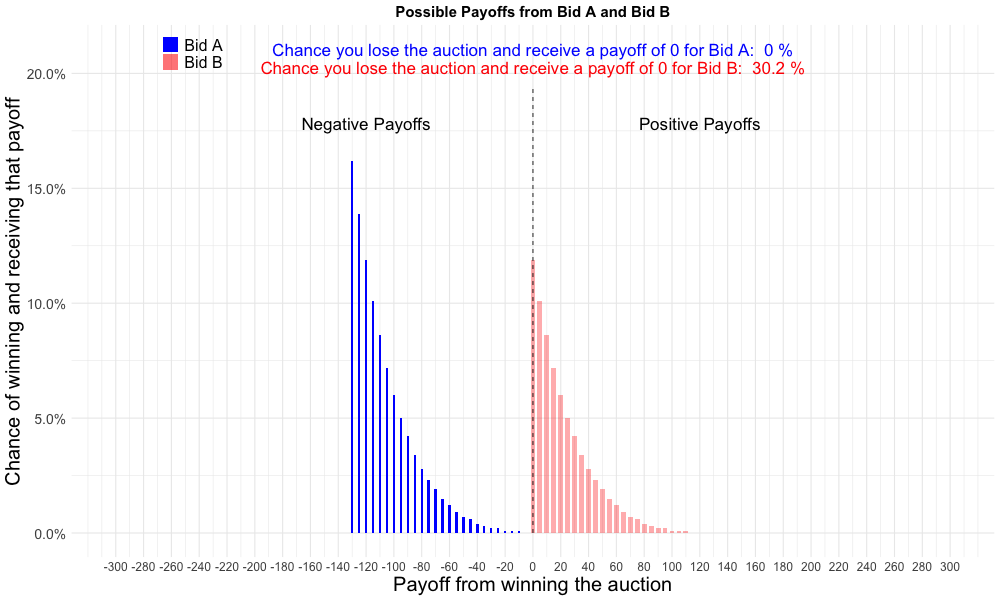 Possible Payoffs from Bid A and Bid B
Bid A
Bid B
Chance you lose the auction and receive a payoff of 0 for Bid A:  0 %
Chance you lose the auction and receive a payoff of 0 for Bid B:  30.2 %
Negative Payoffs
Positive Payoffs
Chance of winning and receiving that payoff
20.0%
15.0%
10.0%
5.0%
0.0%
-300 -280 -260 -240 -220 -200 -180 -160 -140 -120 -100 -80 -60 -40 -20 0 20 40 60 80 100 120 140 160 180 200 220 240 260 280 300
Payoff from winning the auction